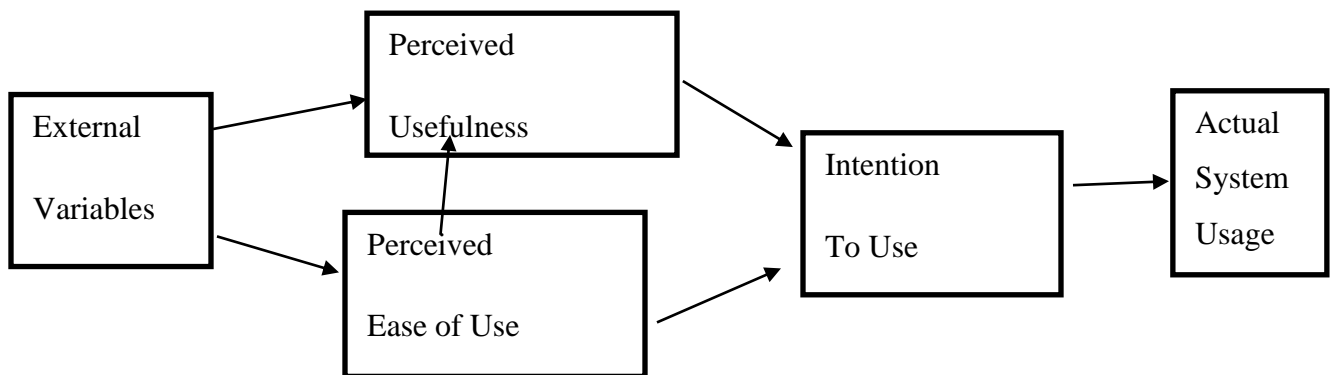 External
Variables
Perceived
Usefulness
Perceived
Ease of Use
Intention
To Use
Actual
System
Usage